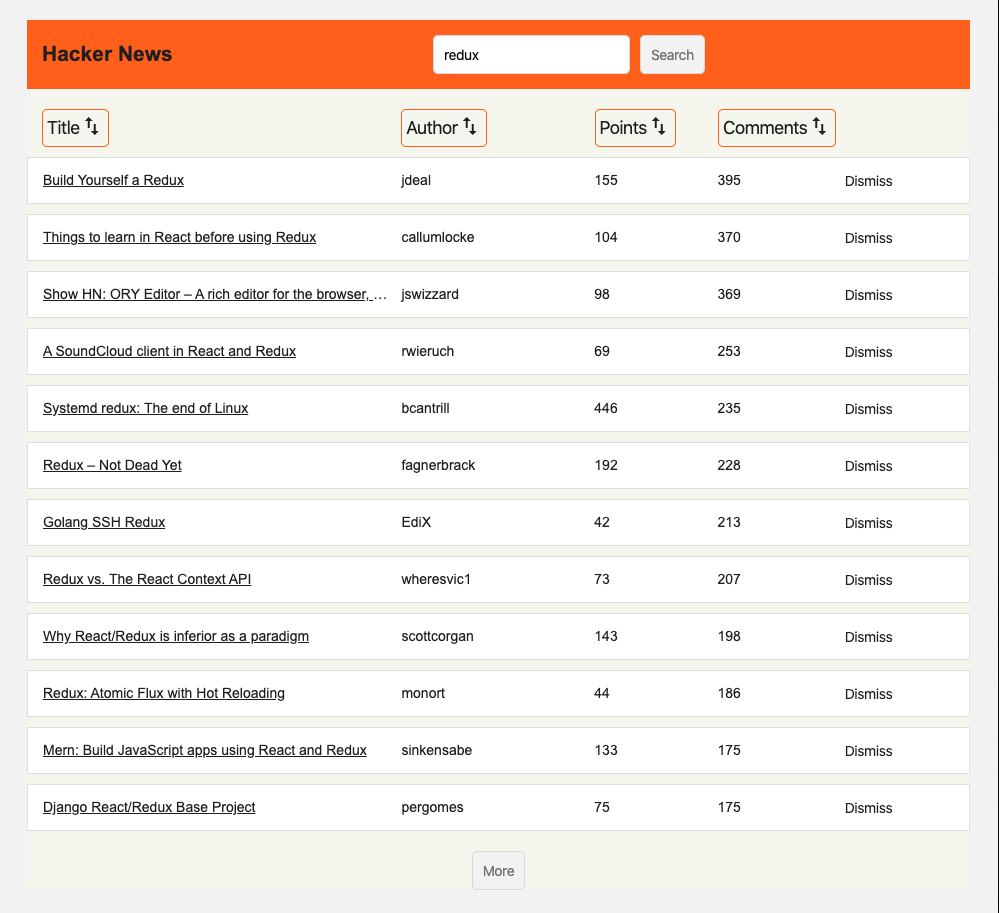 Hacker News redux Search
Title Author Points Comments
Build Yourself a Redux jdeal 155 395 Dismiss
Things to learn in React before using Redux callumlocke 104 370 Dismiss
Show HN: ORY Editor – A rich editor for the browser, … jswizzard 98 369 Dismiss
A SoundCloud client in React and Redux rwieruch 69 253 Dismiss
Systemd redux: The end of Linux bcantrill 446 235 Dismiss
Redux – Not Dead Yet fagnerbrack 192 228 Dismiss
Golang SSH Redux EdiX 42 213 Dismiss
Redux vs. The React Context API wheresvic1 73 207 Dismiss
Why React/Redux is inferior as a paradigm scottcorgan 143 198 Dismiss
Redux: Atomic Flux with Hot Reloading monort 44 186 Dismiss
Mern: Build JavaScript apps using React and Redux sinkensabe 133 175 Dismiss
Django React/Redux Base Project pergomes 75 175 Dismiss
More